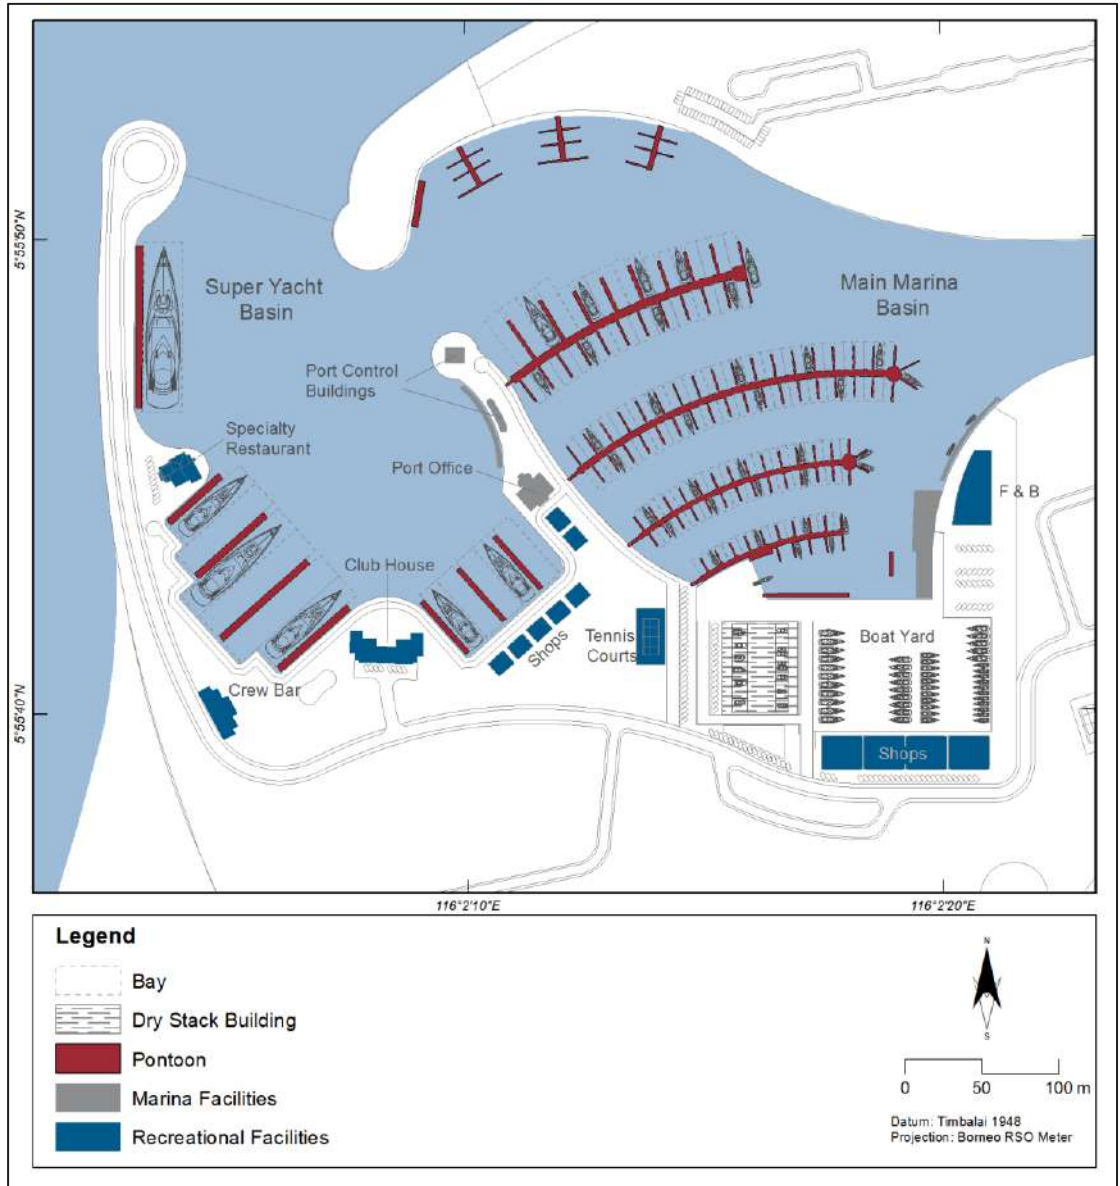 Super Yacht
Basin
Main Marina
Basin
Port Control
Buildings
Specialty
Restaurant
Port Office
F & B
Club House
Shops
Tennis
Courts
Boat Yard
Crew Bar
Shops
5°55'50"N
5°55'40"N
116°2'10"E
116°2'20"E
Legend
Bay
Dry Stack Building
Pontoon
Marina Facilities
Recreational Facilities
N
S
0 50 100 m
Datum: Timbalai 1948
Projection: Borneo RSO Meter